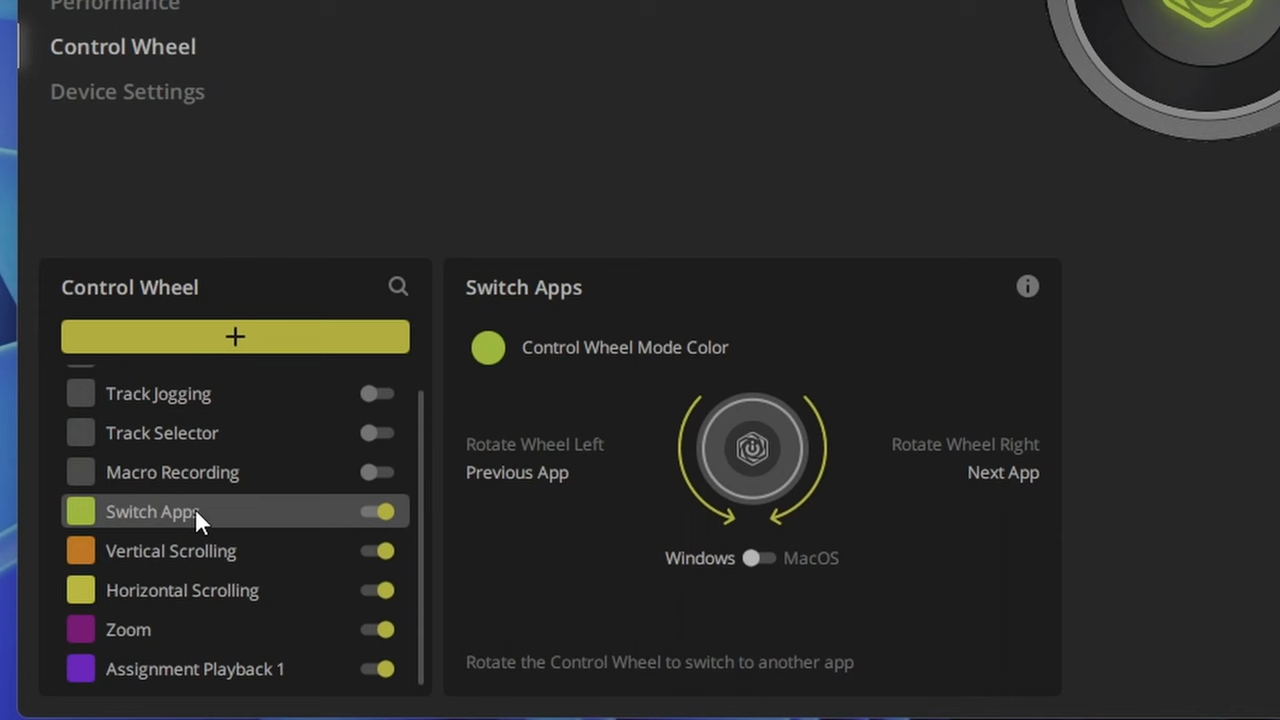 Performance
Control Wheel
Device Settings
Control Wheel
+
Track Jogging
Track Selector
Macro Recording
Switch Apps
Vertical Scrolling
Horizontal Scrolling
Zoom
Assignment Playback 1
Switch Apps
Control Wheel Mode Color
Rotate Wheel Left
Previous App
Rotate Wheel Right
Next App
Windows MacOS
Rotate the Control Wheel to switch to another app